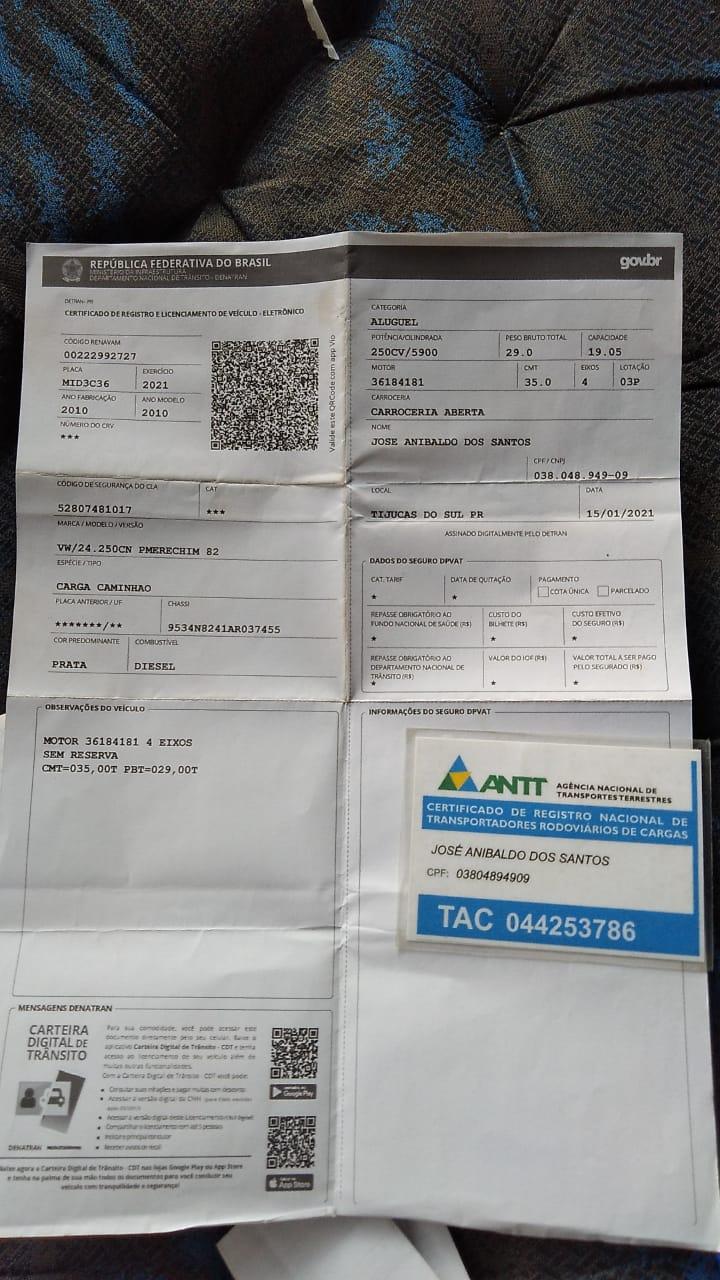 REPÚBLICA FEDERATIVA DO BRASIL
MINISTÉRIO DA INFRAESTRUTURA
DEPARTAMENTO NACIONAL DE TRÂNSITO - DENATRAN
gov.br
DETRAN- PR
CERTIFICADO DE REGISTRO E LICENCIAMENTO DE VEÍCULO - ELETRÔNICO
CÓDIGO RENAVAM
00222992727
PLACA EXERCÍCIO
MID3C36 2021
ANO FABRICAÇÃO ANO MODELO
2010 2010
NÚMERO DO CRV
***
Valide este QRCode com app Vio
CÓDIGO DE SEGURANÇA DO CLA CAT
52807481017 ***
MARCA / MODELO / VERSÃO
VW/24.250CN PMERECHIM 82
ESPÉCIE / TIPO
CARGA CAMINHAO
PLACA ANTERIOR / UF CHASSI
*******/** 9534N8241AR037455
COR PREDOMINANTE COMBUSTÍVEL
PRATA DIESEL
CATEGORIA
ALUGUEL
POTÊNCIA/CILINDRADA PESO BRUTO TOTAL CAPACIDADE
250CV/5900 29.0 19.05
MOTOR CMT EIXOS LOTAÇÃO
36184181 35.0 4 03P
CARROCERIA
CARROCERIA ABERTA
NOME
JOSE ANIBALDO DOS SANTOS
CPF / CNPJ
038.048.949-09
LOCAL DATA
TIJUCAS DO SUL PR 15/01/2021
ASSINADO DIGITALMENTE PELO DETRAN
DADOS DO SEGURO DPVAT
CAT. TARIF DATA DE QUITAÇÃO PAGAMENTO
* * COTA ÚNICA PARCELADO
REPASSE OBRIGATÓRIO AO CUSTO DO CUSTO EFETIVO
FUNDO NACIONAL DE SAÚDE (R$) BILHETE (R$) DO SEGURO (R$)
* * *
REPASSE OBRIGATÓRIO AO VALOR DO IOF (R$) VALOR TOTAL A SER PAGO
DEPARTAMENTO NACIONAL DE PELO SEGURADO (R$)
TRÂNSITO (R$)
* * *
OBSERVAÇÕES DO VEÍCULO
MOTOR 36184181 4 EIXOS
SEM RESERVA
CMT=035,00T PBT=029,00T
INFORMAÇÕES DO SEGURO DPVAT
ANTT AGÊNCIA NACIONAL DE
TRANSPORTES TERRESTRES
CERTIFICADO DE REGISTRO NACIONAL DE
TRANSPORTADORES RODOVIÁRIOS DE CARGAS
JOSÉ ANIBALDO DOS SANTOS
CPF: 03804894909
TAC 044253786
MENSAGENS DENATRAN
CARTEIRA
DIGITAL DE
TRÂNSITO
Para sua comodidade, você pode acessar este
documento diretamente pelo seu celular. Baixe o
aplicativo Carteira Digital de Trânsito - CDT e tenha
acesso ao licenciamento de seu veículo além de
muitas outras funcionalidades.
Com a Carteira Digital de Trânsito - CDT você pode:
Consultar suas infrações e pagar multas com desconto
Acessar a versão digital da CNH
Compartilhar o licenciamento com até 5 pessoas
DENATRAN
Google Play
App Store
Baixe agora a Carteira Digital de Trânsito - CDT nas lojas Google Play ou App Store
e tenha na palma de sua mão todos os documentos para você conduzir seu
veículo com tranquilidade e segurança!